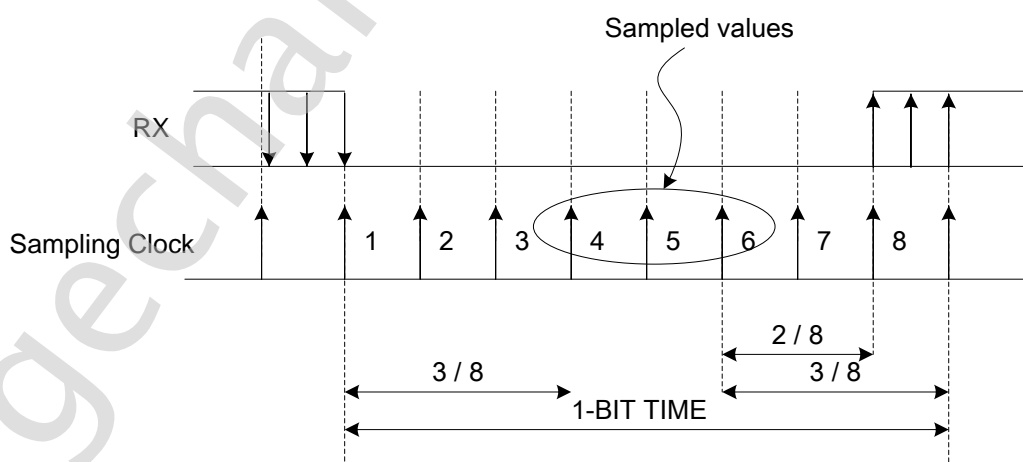 Sampled values
RX
Sampling Clock
1 2 3 4 5 6 7 8
2 / 8
3 / 8 3 / 8
1-BIT TIME
gechar